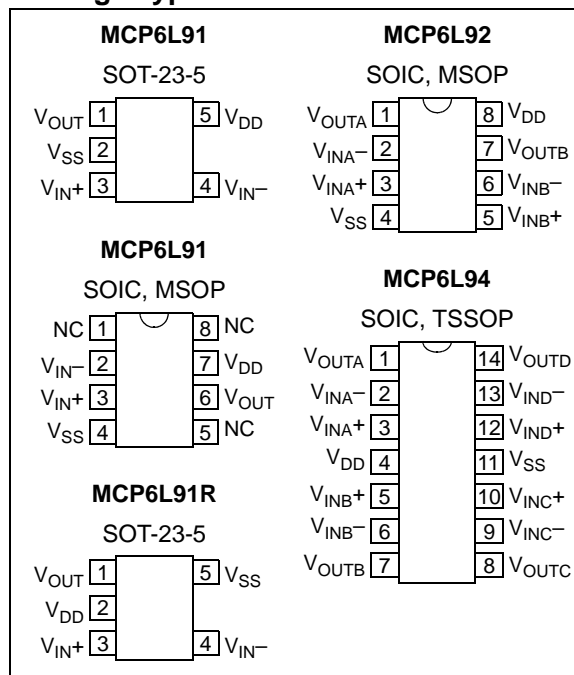 MCP6L91
SOT-23-5
VOUT 1 5 VDD
VSS 2
VIN+ 3 4 VIN–
MCP6L91
SOIC, MSOP
NC 1 8 NC
VIN– 2 7 VDD
VIN+ 3 6 VOUT
VSS 4 5 NC
MCP6L91R
SOT-23-5
VOUT 1 5 VSS
VDD 2
VIN+ 3 4 VIN–
MCP6L92
SOIC, MSOP
VOUTA 1 8 VDD
VINA– 2 7 VOUTB
VINA+ 3 6 VINB–
VSS 4 5 VINB+
MCP6L94
SOIC, TSSOP
VOUTA 1 14 VOUTD
VINA– 2 13 VIND–
VINA+ 3 12 VIND+
VDD 4 11 VSS
VINB+ 5 10 VINC+
VINB– 6 9 VINC–
VOUTB 7 8 VOUTC